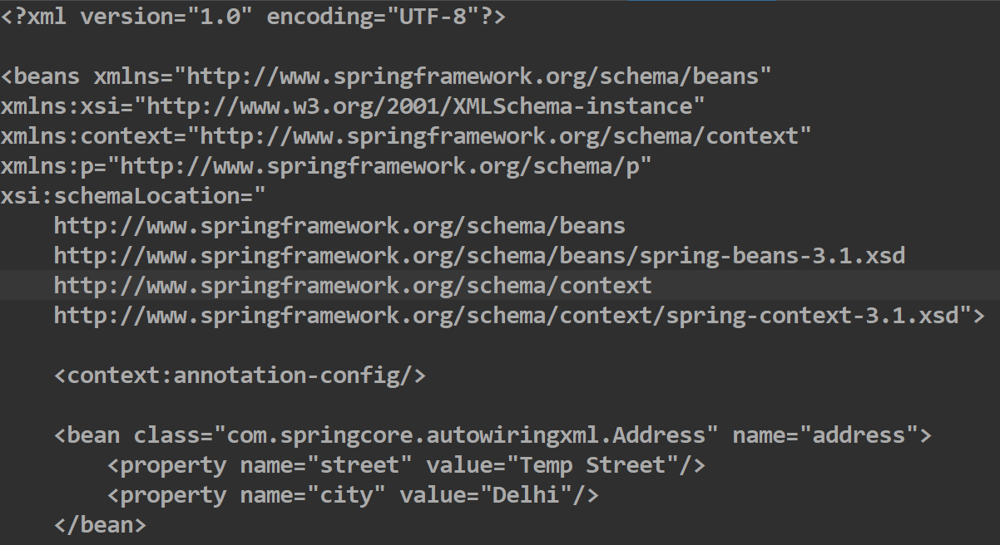 <?xml version="1.0" encoding="UTF-8"?>
<beans xmlns="http://www.springframework.org/schema/beans"
xmlns:xsi="http://www.w3.org/2001/XMLSchema-instance"
xmlns:context="http://www.springframework.org/schema/context"
xmlns:p="http://www.springframework.org/schema/p"
xsi:schemaLocation="
    http://www.springframework.org/schema/beans
    http://www.springframework.org/schema/beans/spring-beans-3.1.xsd
    http://www.springframework.org/schema/context
    http://www.springframework.org/schema/context/spring-context-3.1.xsd">
    <context:annotation-config/>
    <bean class="com.springcore.autowiringxml.Address" name="address">
        <property name="street" value="Temp Street"/>
        <property name="city" value="Delhi"/>
    </bean>